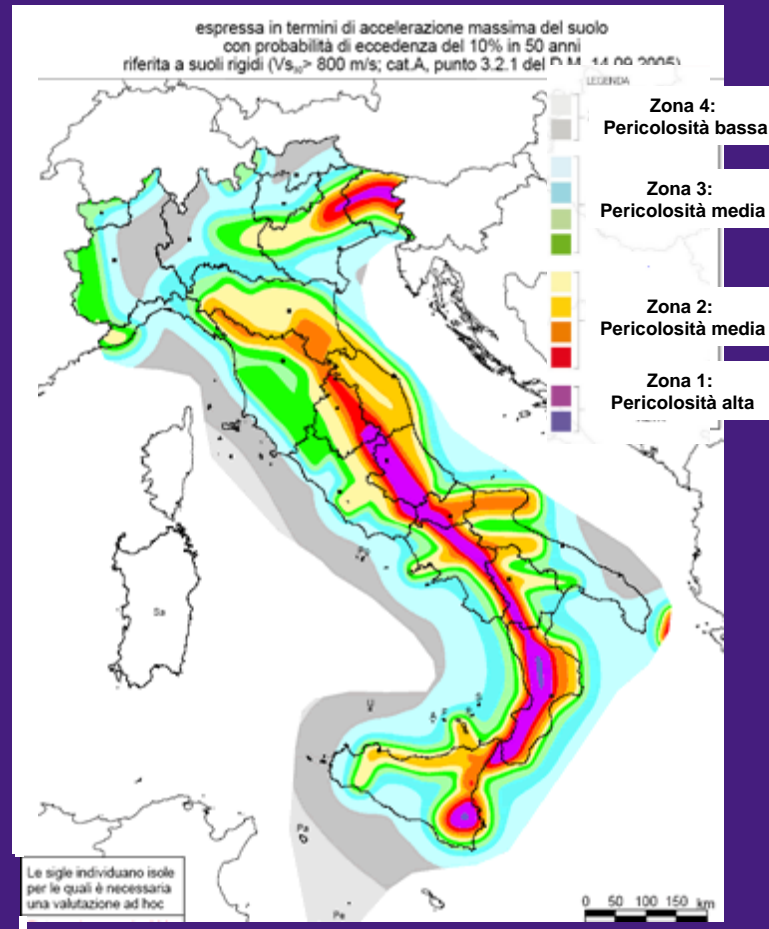 espressa in termini di accelerazione massima del suolo
con probabilità di eccedenza del 10% in 50 anni
riferita a suoli rigidi (Vs₃₀> 800 m/s; cat.A, punto 3.2.1 del D.M. 14.09.2005)
LEGENDA
Zona 4:
Pericolosità bassa
Zona 3:
Pericolosità media
Zona 2:
Pericolosità media
Zona 1:
Pericolosità alta
Sa
U
Pa
Pe
Le sigle individuano isole
per le quali è necessaria
una valutazione ad hoc
0 50 100 150 km